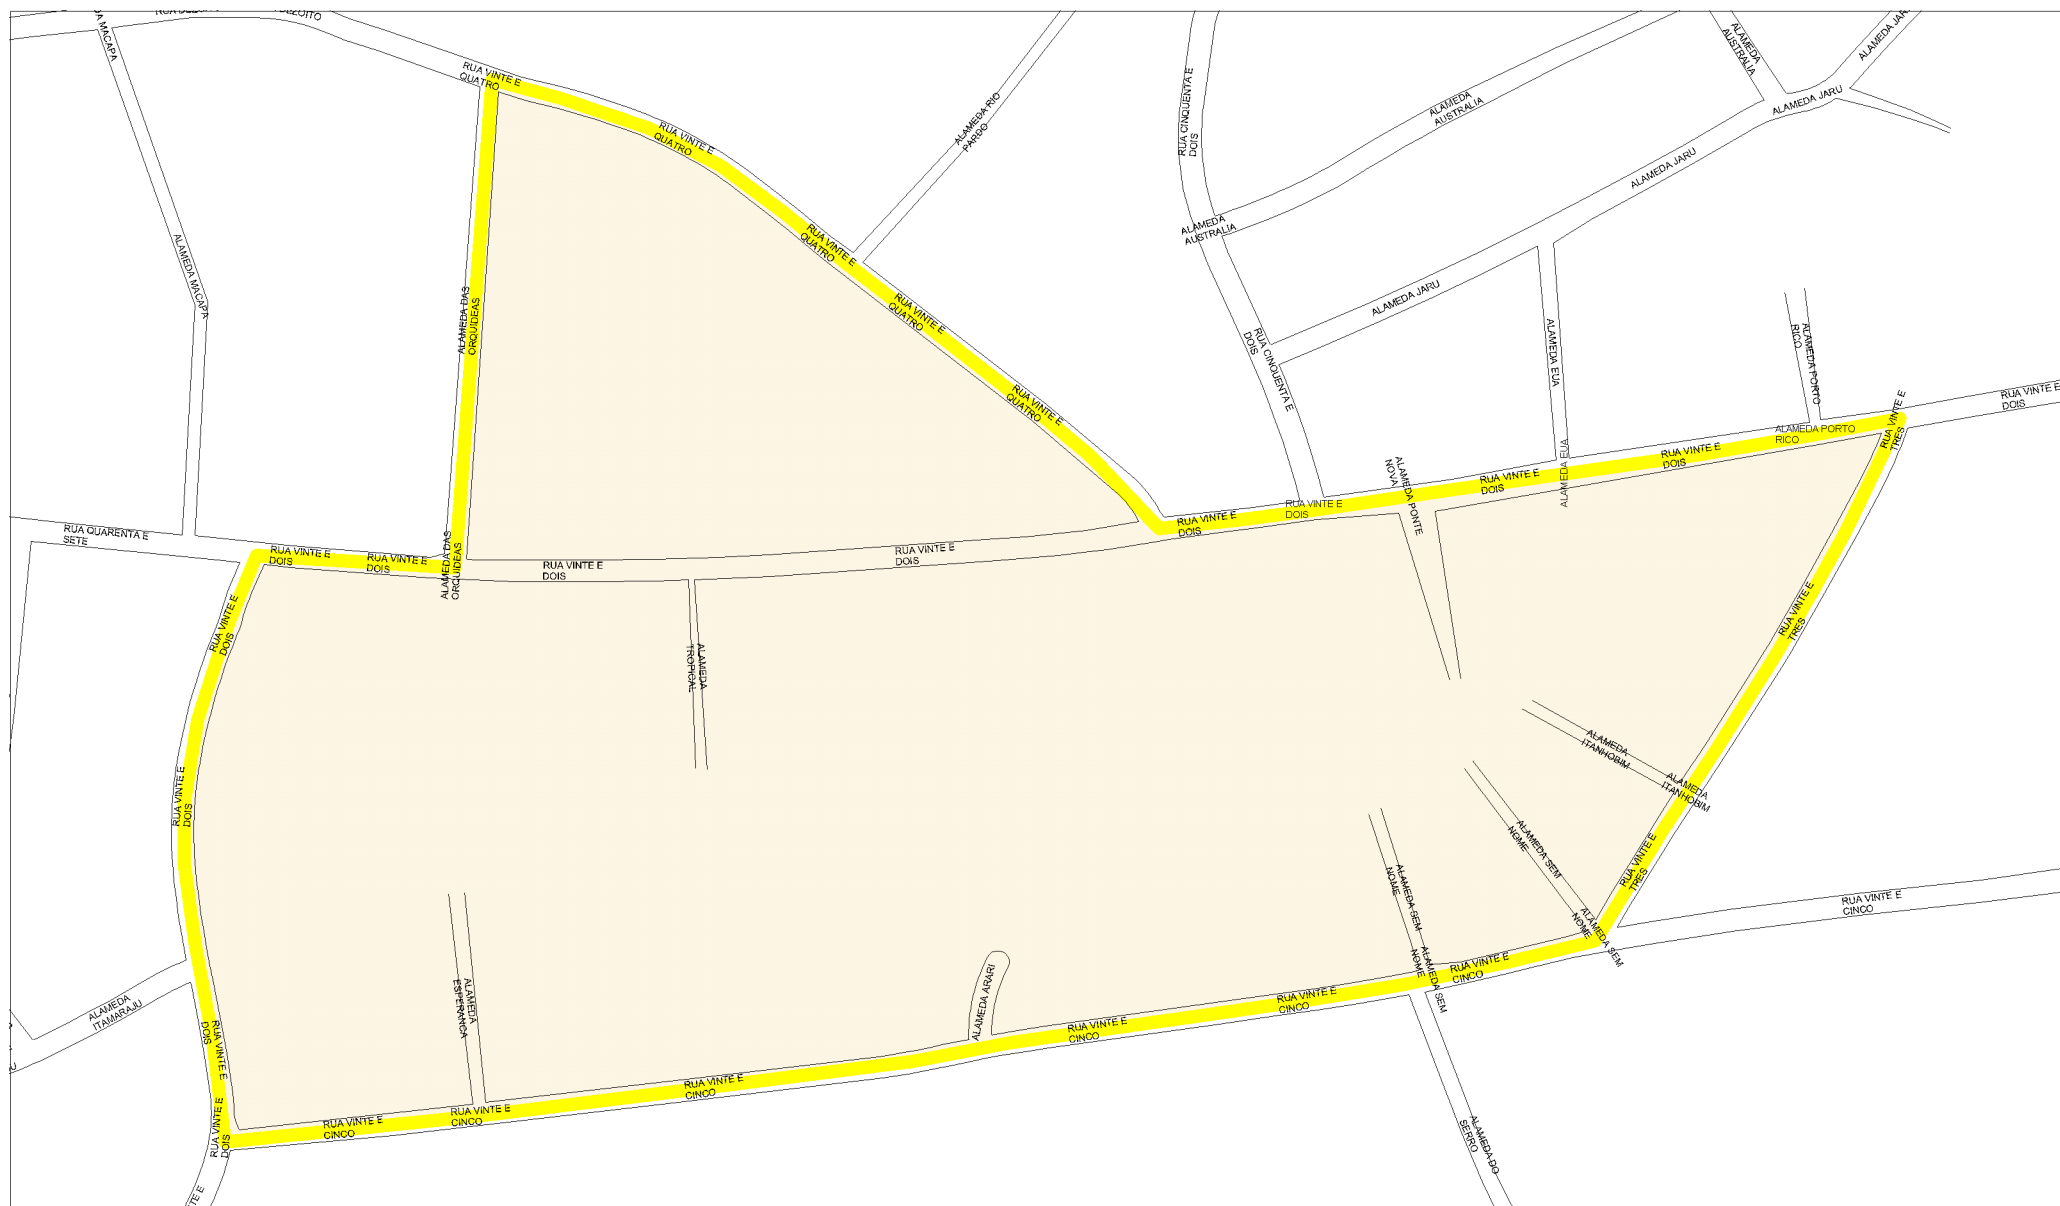 DEZOITO
DA MACAPA
RUA VINTE E
QUATRO
RUA VINTE E
QUATRO
ALAMEDA RIO
PARDO
RUA CINQUENTA E
DOIS
ALAMEDA
AUSTRALIA
ALAMEDA
AUSTRALIA
ALAMEDA JARU
ALAMEDA JARU
ALAMEDA JARU
ALAMEDA
AUSTRALIA
ALAMEDA MACAPA
RUA VINTE E
QUATRO
RUA VINTE E
QUATRO
ALAMEDA DAS
ORQUIDEAS
RUA VINTE E
QUATRO
RUA CINQUENTA E
DOIS
ALAMEDA JARU
ALAMEDA EUA
ALAMEDA PORTO
RICO
RUA VINTE E
DOIS
RUA VINTE E
TRES
ALAMEDA PORTO
RICO
RUA VINTE E
DOIS
ALAMEDA EUA
RUA VINTE E
DOIS
ALAMEDA PONTE
NOVA
RUA VINTE E
DOIS
RUA VINTE E
DOIS
RUA QUARENTA E
SETE
RUA VINTE E
DOIS
RUA VINTE E
DOIS
ALAMEDA DAS
ORQUIDEAS
RUA VINTE E
DOIS
RUA VINTE E
DOIS
RUA VINTE E
DOIS
ALAMEDA
TROPICAL
RUA VINTE E
TRES
ALAMEDA
ITANHOBIM
ALAMEDA
ITANHOBIM
RUA VINTE E
DOIS
ALAMEDA SEM
NOME
RUA VINTE E
TRES
ALAMEDA SEM
NOME
ALAMEDA SEM
NOME
RUA VINTE E
CINCO
ALAMEDA SEM
NOME
RUA VINTE E
CINCO
RUA VINTE E
CINCO
ALAMEDA ARARI
RUA VINTE E
CINCO
ALAMEDA
ESPERANCA
ALAMEDA
ITAMARAJU
RUA VINTE E
DOIS
RUA VINTE E
CINCO
RUA VINTE E
CINCO
RUA VINTE E
CINCO
RUA VINTE E
DOIS
ALAMEDA DO
SERRO
TE E